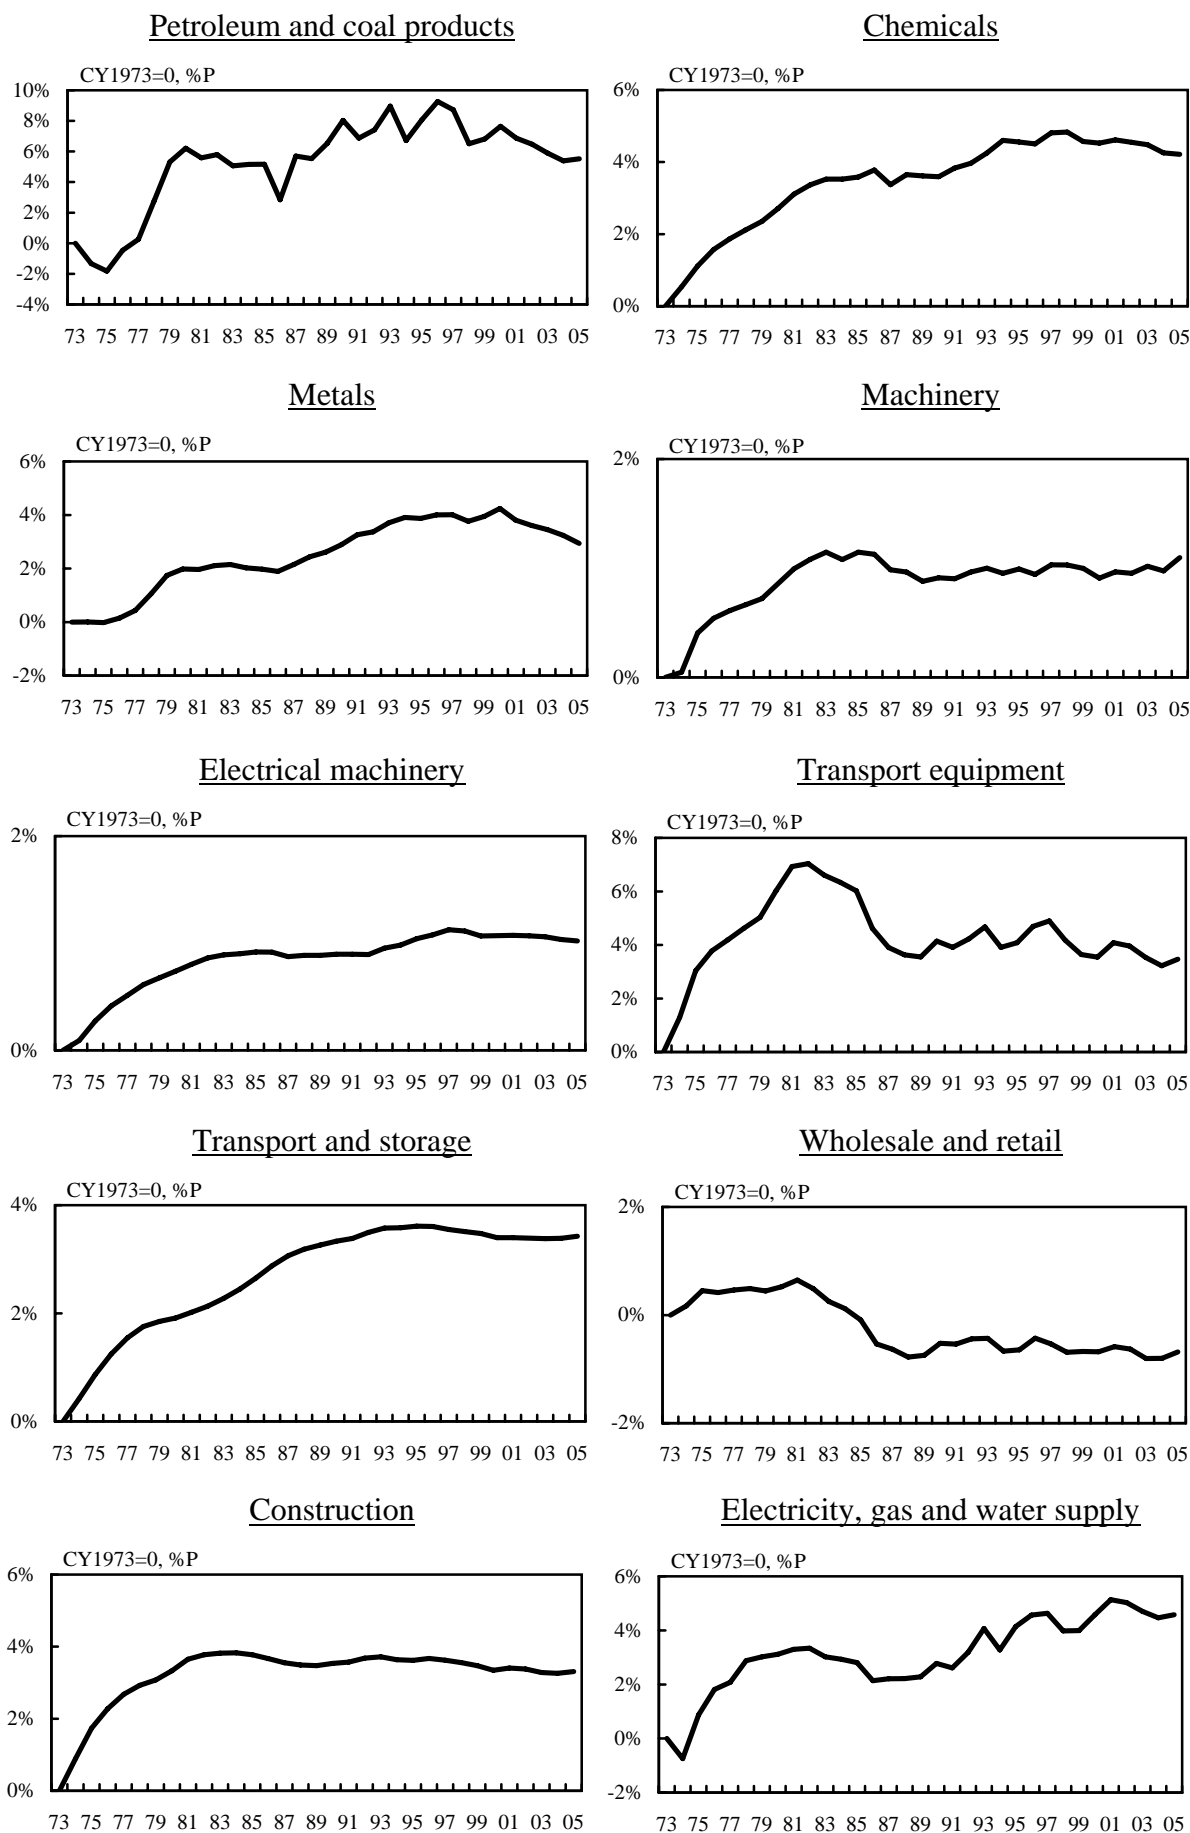 Petroleum and coal products
CY1973=0, %P
10%
8%
6%
4%
2%
0%
-2%
-4%
73 75 77 79 81 83 85 87 89 91 93 95 97 99 01 03 05
Chemicals
CY1973=0, %P
6%
4%
2%
0%
73 75 77 79 81 83 85 87 89 91 93 95 97 99 01 03 05
Metals
CY1973=0, %P
6%
4%
2%
0%
-2%
73 75 77 79 81 83 85 87 89 91 93 95 97 99 01 03 05
Machinery
CY1973=0, %P
2%
0%
73 75 77 79 81 83 85 87 89 91 93 95 97 99 01 03 05
Electrical machinery
CY1973=0, %P
2%
0%
73 75 77 79 81 83 85 87 89 91 93 95 97 99 01 03 05
Transport equipment
CY1973=0, %P
8%
6%
4%
2%
0%
73 75 77 79 81 83 85 87 89 91 93 95 97 99 01 03 05
Transport and storage
CY1973=0, %P
4%
2%
0%
73 75 77 79 81 83 85 87 89 91 93 95 97 99 01 03 05
Wholesale and retail
CY1973=0, %P
2%
0%
-2%
73 75 77 79 81 83 85 87 89 91 93 95 97 99 01 03 05
Construction
CY1973=0, %P
6%
4%
2%
0%
73 75 77 79 81 83 85 87 89 91 93 95 97 99 01 03 05
Electricity, gas and water supply
CY1973=0, %P
6%
4%
2%
0%
-2%
73 75 77 79 81 83 85 87 89 91 93 95 97 99 01 03 05